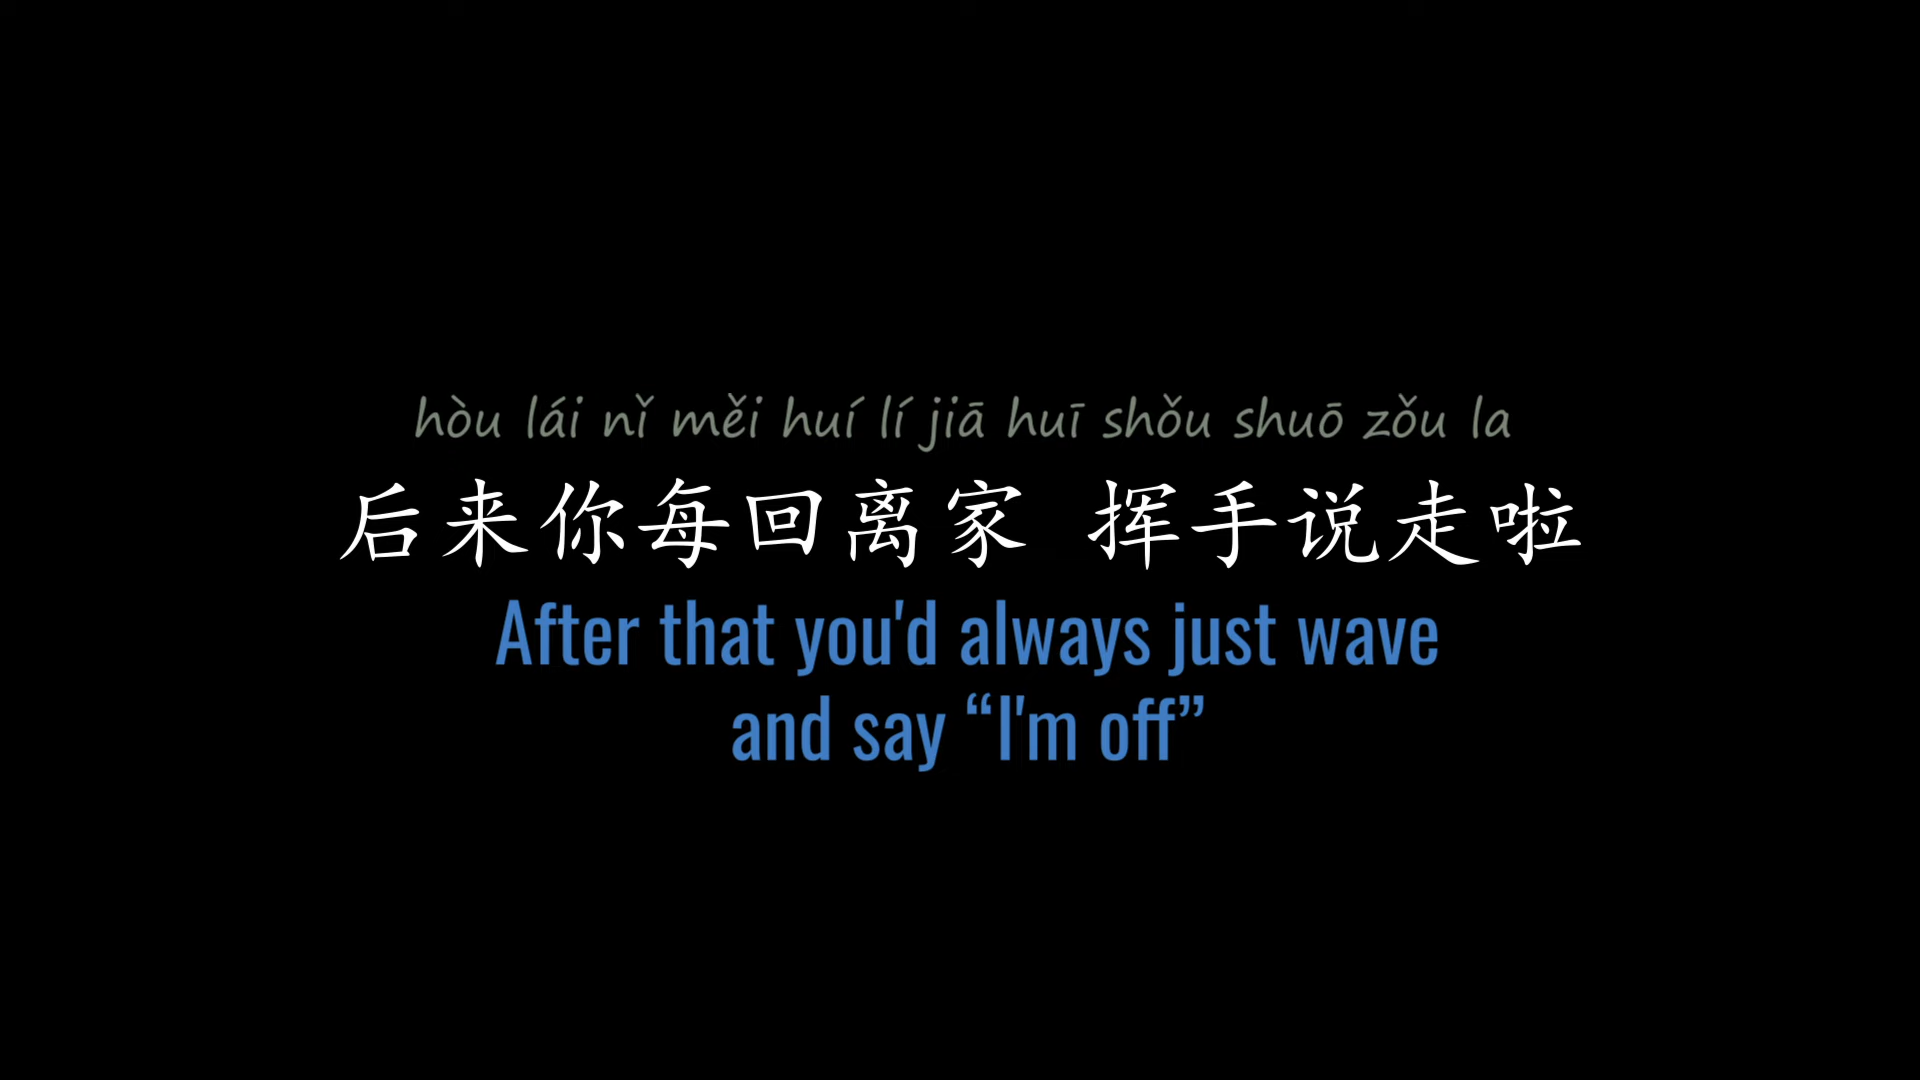 hòu lái nǐ měi huí lí jiā huī shǒu shuō zǒu la
后来你每回离家 挥手说走啦
After that you'd always just wave
and say “I'm off”